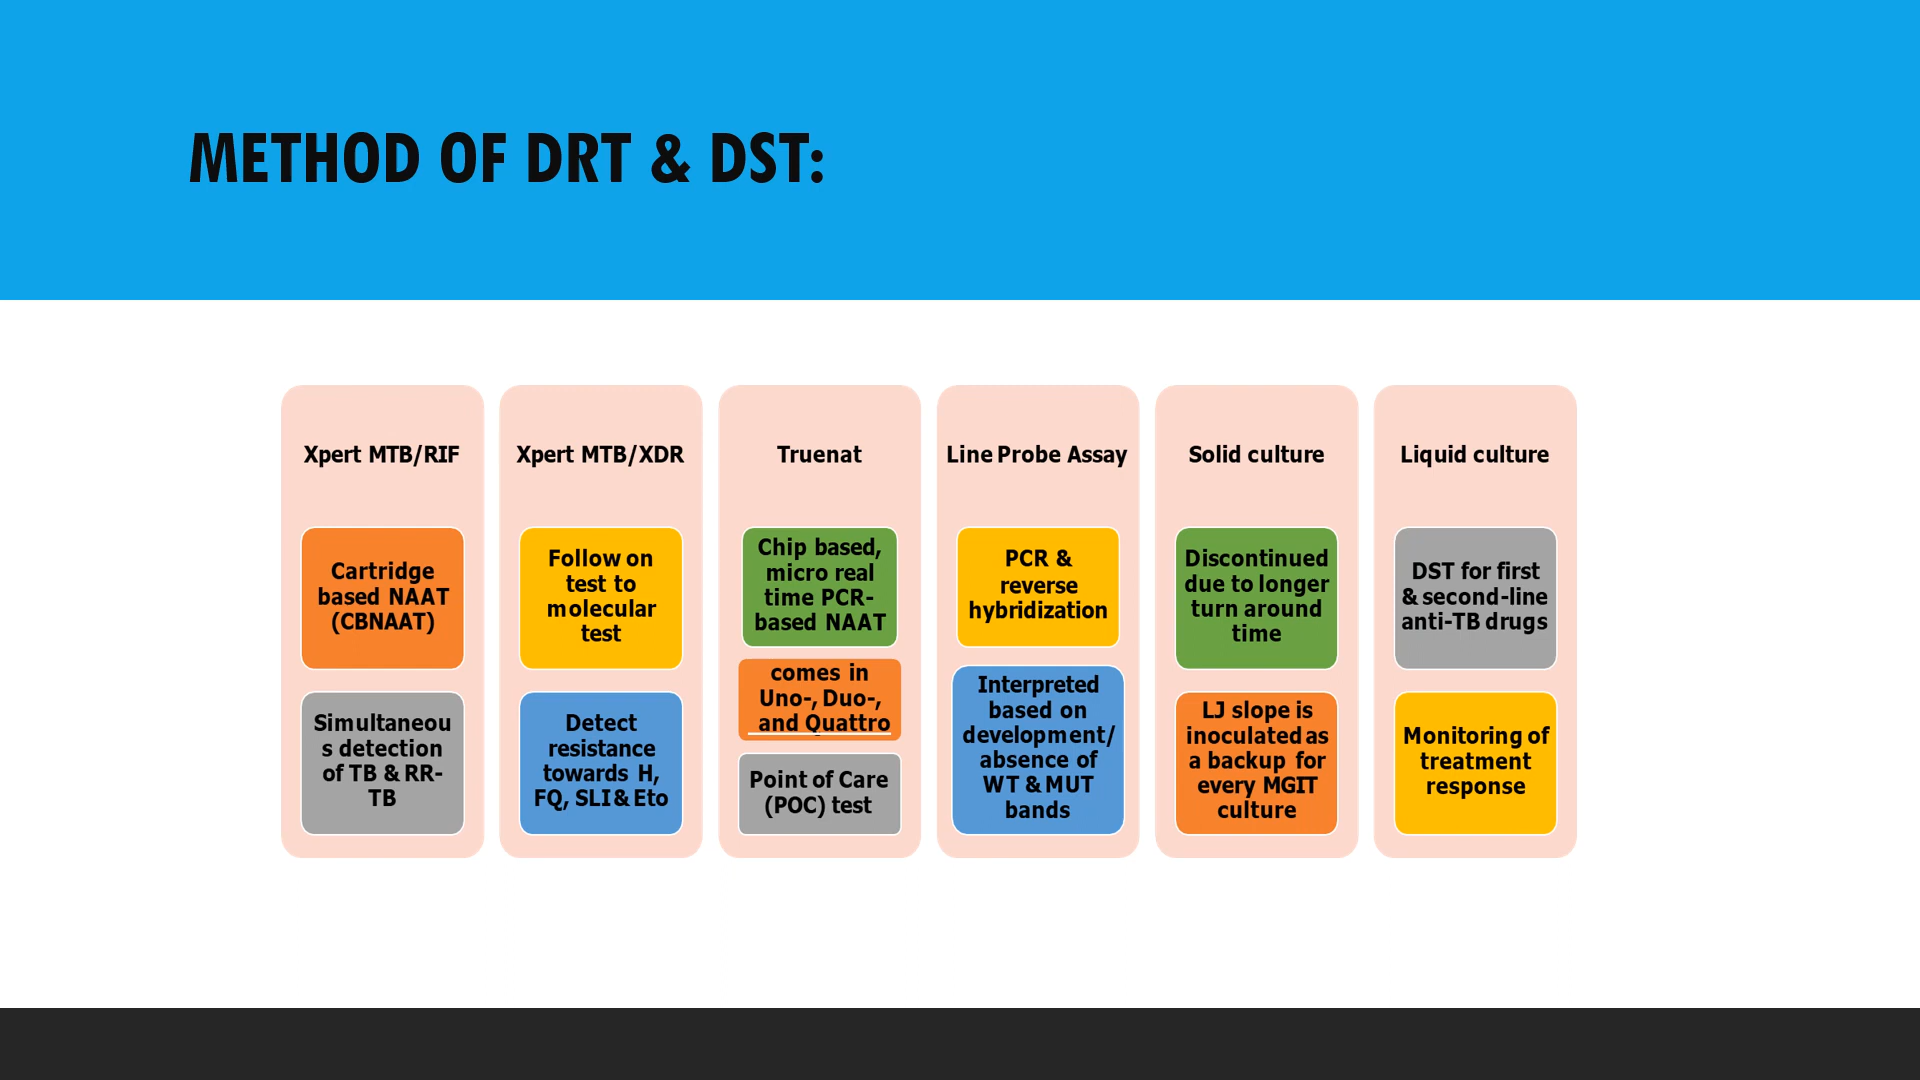 METHOD OF DRT & DST:
Xpert MTB/RIF
Cartridge
based NAAT
(CBNAAT)
Simultaneou
s detection
of TB & RR-
TB
Xpert MTB/XDR
Follow on
test to
molecular
test
Detect
resistance
towards H,
FQ, SLI & Eto
Truenat
Chip based,
micro real
time PCR-
based NAAT
comes in
Uno-, Duo-,
and Quattro
Point of Care
(POC) test
Line Probe Assay
PCR &
reverse
hybridization
Interpreted
based on
development/
absence of
WT & MUT
bands
Solid culture
Discontinued
due to longer
turn around
time
LJ slope is
inoculated as
a backup for
every MGIT
culture
Liquid culture
DST for first
& second-line
anti-TB drugs
Monitoring of
treatment
response